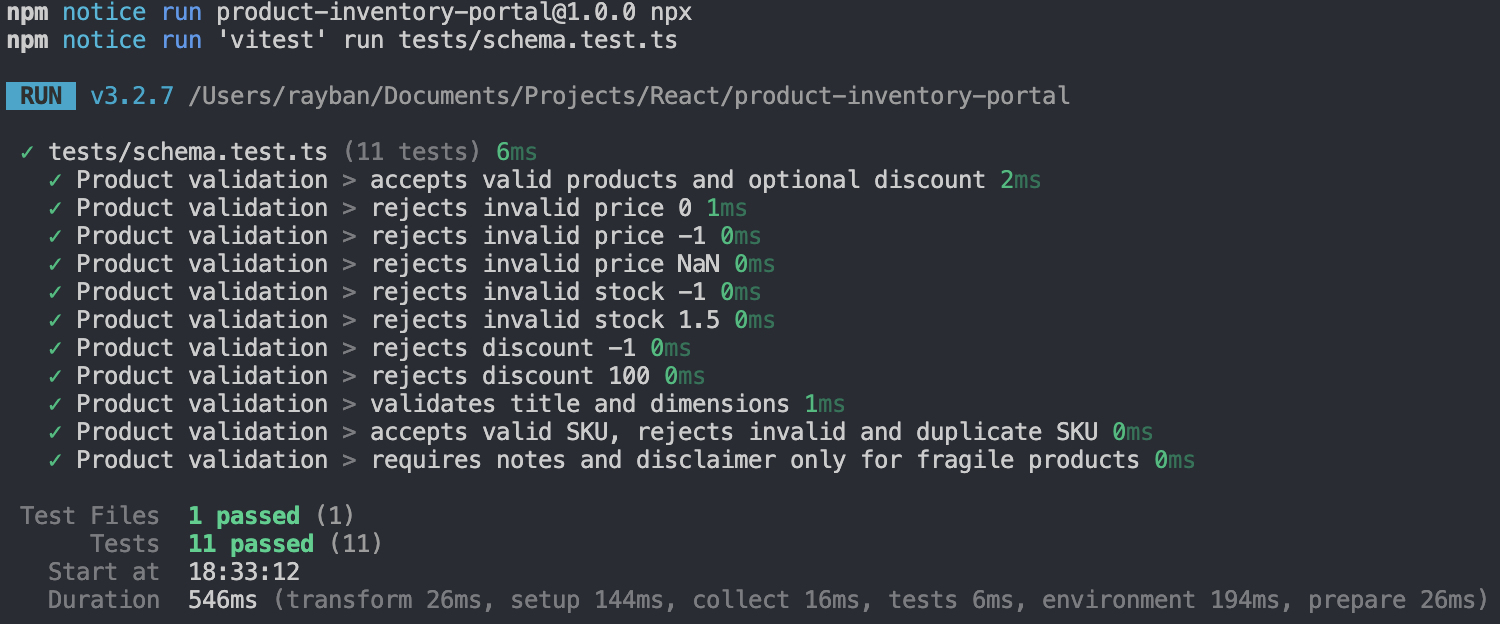 npm notice run product-inventory-portal@1.0.0 npx
npm notice run 'vitest' run tests/schema.test.ts
RUN v3.2.7 /Users/rayban/Documents/Projects/React/product-inventory-portal
✓ tests/schema.test.ts (11 tests) 6ms
✓ Product validation > accepts valid products and optional discount 2ms
✓ Product validation > rejects invalid price 0 1ms
✓ Product validation > rejects invalid price -1 0ms
✓ Product validation > rejects invalid price NaN 0ms
✓ Product validation > rejects invalid stock -1 0ms
✓ Product validation > rejects invalid stock 1.5 0ms
✓ Product validation > rejects discount -1 0ms
✓ Product validation > rejects discount 100 0ms
✓ Product validation > validates title and dimensions 1ms
✓ Product validation > accepts valid SKU, rejects invalid and duplicate SKU 0ms
✓ Product validation > requires notes and disclaimer only for fragile products 0ms
Test Files 1 passed (1)
Tests 11 passed (11)
Start at 18:33:12
Duration 546ms (transform 26ms, setup 144ms, collect 16ms, tests 6ms, environment 194ms, prepare 26ms)